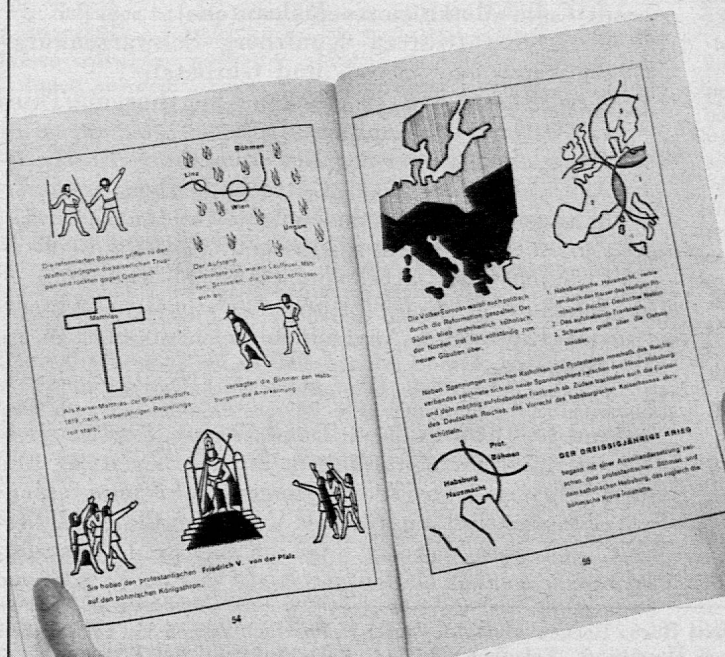 Böhmen
Linz
Wien
Ungarn
Die reformierten Böhmen griffen zu den
Waffen, verjagten die kaiserlichen Trup-
pen und rückten gegen Österreich.
Der Aufstand
verbreitete sich wie ein Lauffeuer. Mäh-
ren, Schlesien, die Lausitz schlossen
sich an.
Matthias
Als Kaiser Matthias, der Bruder Rudolfs,
1619, nach siebenjähriger Regierungs-
zeit starb,
versagten die Böhmen den Habs-
burgern die Anerkennung.
Sie hoben den protestantischen Friedrich V. von der Pfalz
auf den böhmischen Königsthron.
54
Die Völker Europas waren auch politisch
durch die Reformation gespalten. Der
Süden blieb mehrheitlich katholisch,
der Norden trat fast vollständig zum
neuen Glauben über.
1. Habsburgische Hausmacht, verbun-
den durch den Kaiser des Heiligen Rö-
mischen Reiches Deutscher Nation.
2. Das aufstrebende Frankreich.
3. Schweden greift über die Ostsee
hinüber.
Neben Spannungen zwischen Katholiken und Protestanten innerhalb des Reichs-
verbandes zeichnete sich ein neuer Spannungsherd zwischen dem Hause Habsburg
und dem mächtig aufstrebenden Frankreich ab. Zudem trachteten auch die Fürsten
des Deutschen Reiches, das Vorrecht des habsburgischen Kaiserhauses abzu-
schütteln.
Prot.
Böhmen
Habsburg
Hausmacht
DER DREISSIGJÄHRIGE KRIEG
begann mit einer Auseinandersetzung zwi-
schen dem protestantischen Böhmen und
dem katholischen Habsburg, das zugleich die
böhmische Krone innehatte.
55